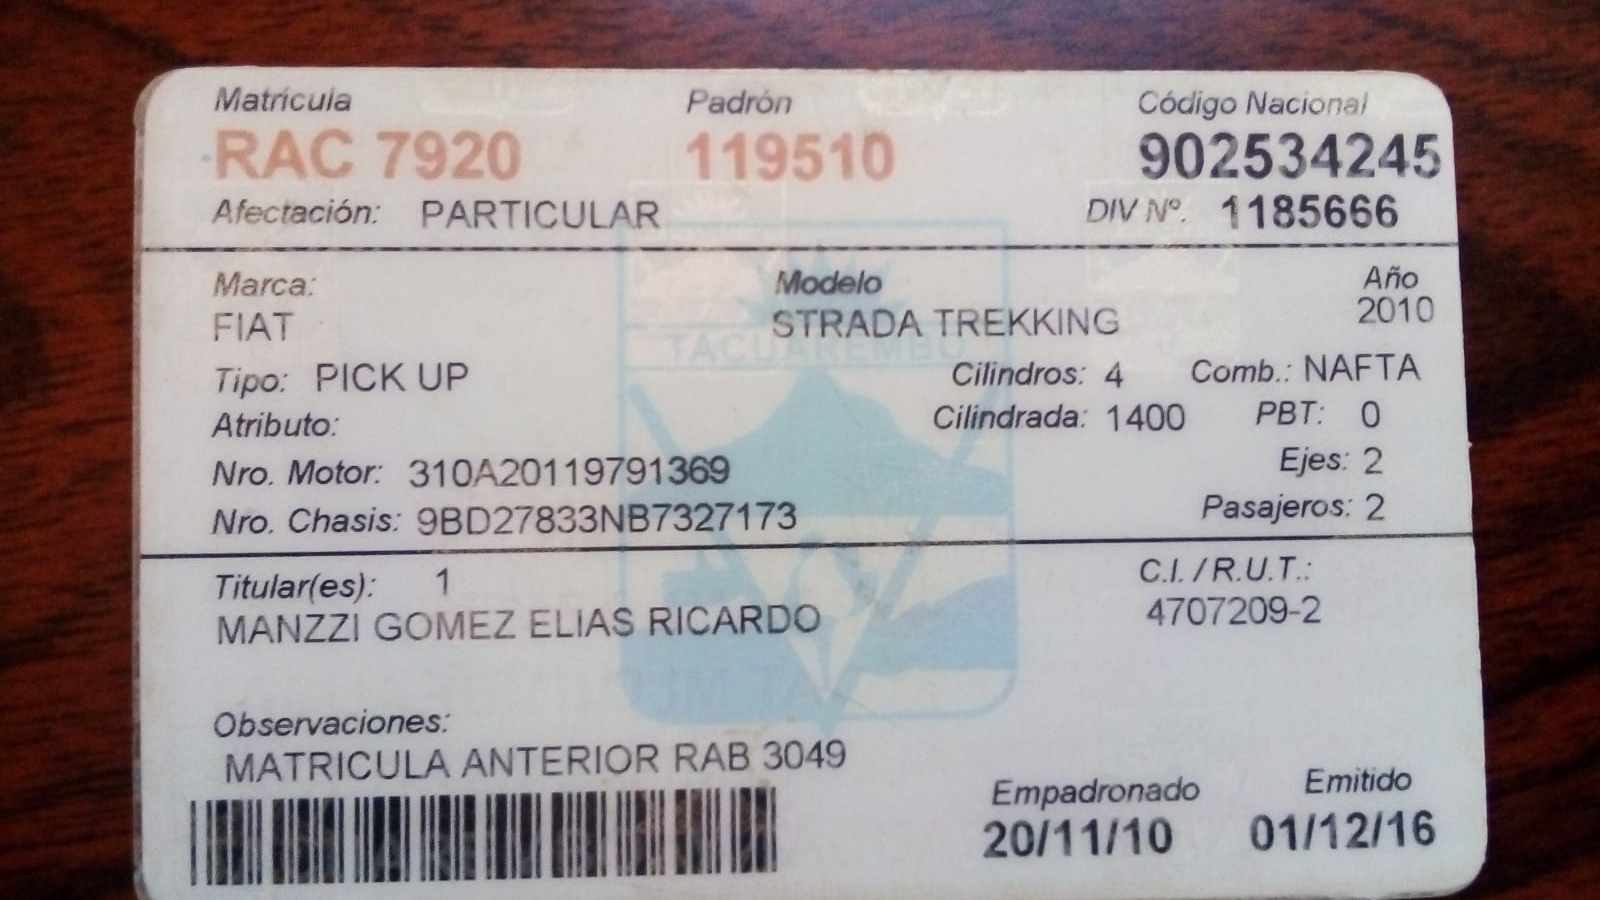 Matrícula Padrón Código Nacional
RAC 7920 119510 902534245
Afectación: PARTICULAR DIV Nº. 1185666
Marca: Modelo Año
FIAT STRADA TREKKING 2010
TACUAREMBO
Tipo: PICK UP Cilindros: 4 Comb.: NAFTA
Atributo: Cilindrada: 1400 PBT: 0
Nro. Motor: 310A20119791369 Ejes: 2
Nro. Chasis: 9BD27833NB7327173 Pasajeros: 2
Titular(es): 1 C.I. / R.U.T.:
MANZZI GOMEZ ELIAS RICARDO 4707209-2
Observaciones:
MATRICULA ANTERIOR RAB 3049
Empadronado Emitido
20/11/10 01/12/16